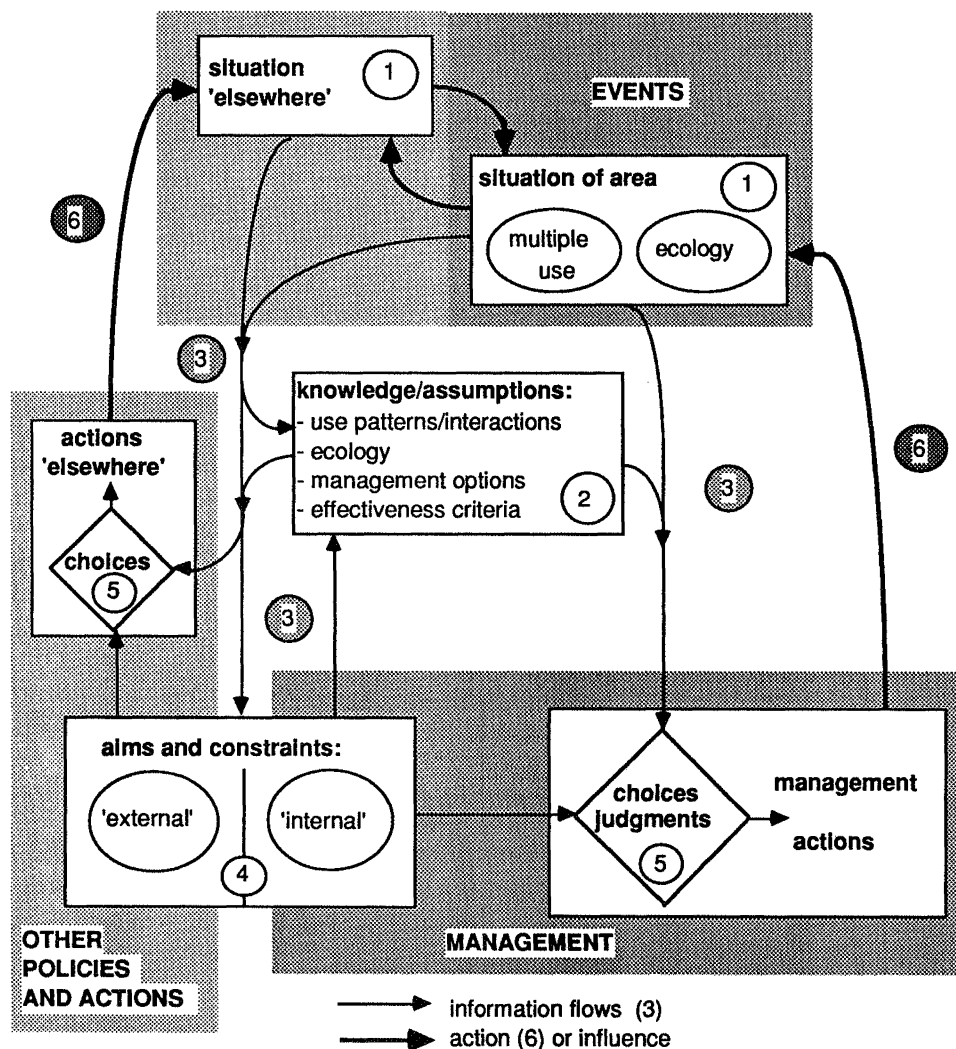 situation
'elsewhere'
1
EVENTS
situation of area
1
multiple
use
ecology
6
3
knowledge/assumptions:
- use patterns/interactions
- ecology
- management options
- effectiveness criteria
2
actions
'elsewhere'
choices
5
3
6
3
aims and constraints:
'external'
'internal'
4
choices
judgments
5
management
actions
OTHER
POLICIES
AND ACTIONS
MANAGEMENT
information flows (3)
action (6) or influence